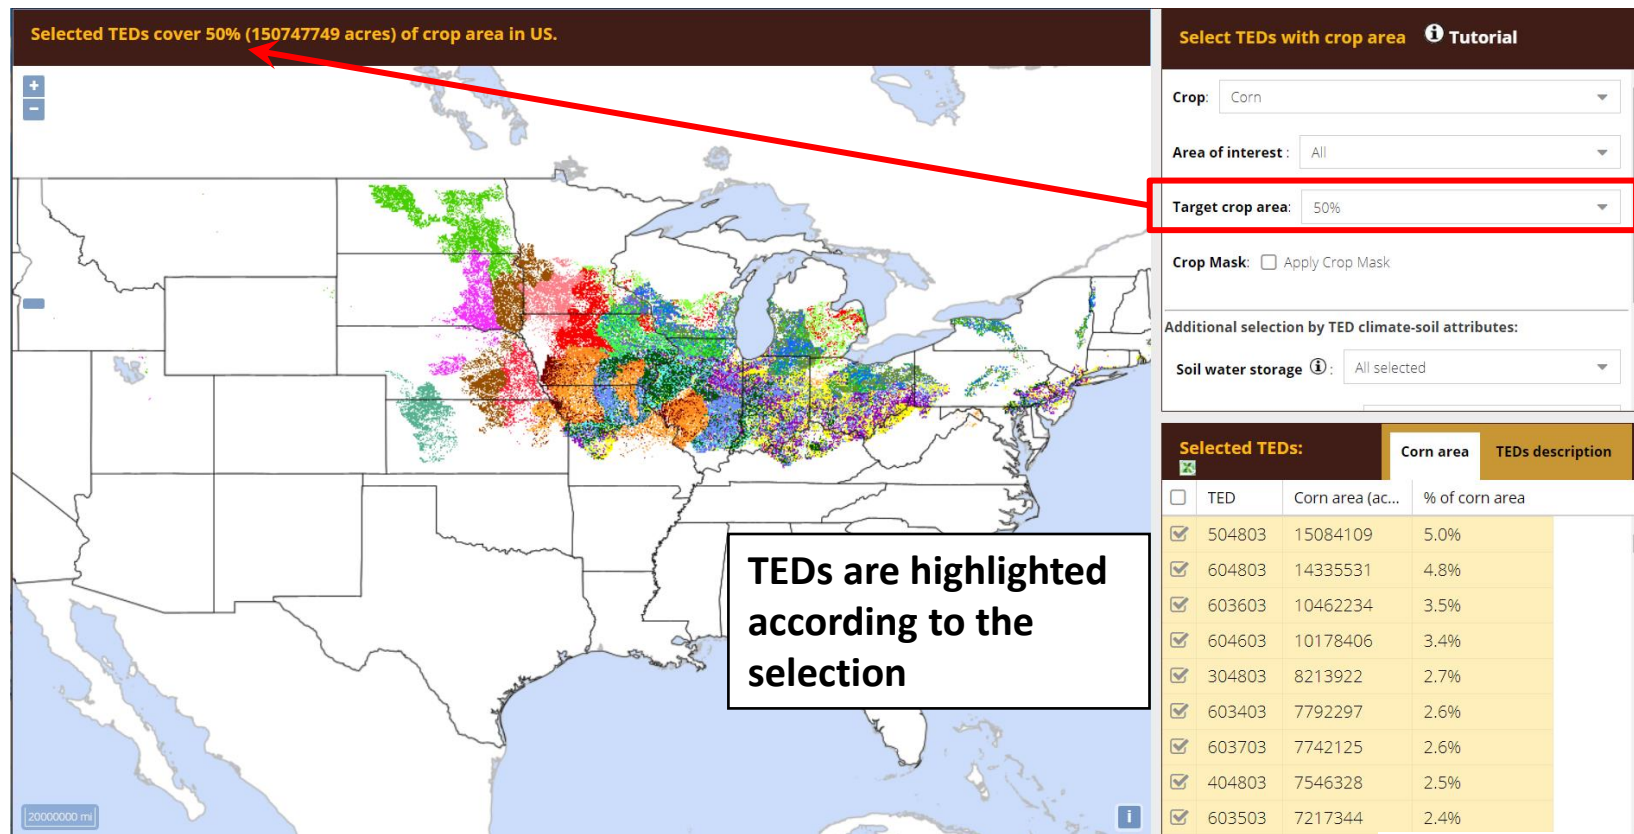 Selected TEDs cover 50% (150747749 acres) of crop area in US.
+
−
TEDs are highlighted
according to the
selection
20000000 mi
i
Select TEDs with crop area i Tutorial
Crop: Corn
Area of interest : All
Target crop area: 50%
Crop Mask: Apply Crop Mask
Additional selection by TED climate-soil attributes:
Soil water storage i : All selected
Selected TEDs: Corn area TEDs description
TED Corn area (ac... % of corn area
504803 15084109 5.0%
604803 14335531 4.8%
603603 10462234 3.5%
604603 10178406 3.4%
304803 8213922 2.7%
603403 7792297 2.6%
603703 7742125 2.6%
404803 7546328 2.5%
603503 7217344 2.4%